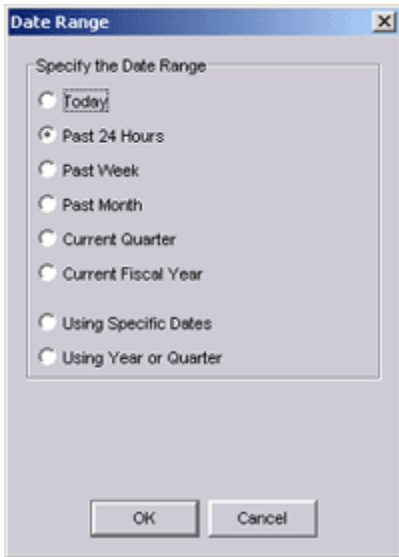 Date Range
Specify the Date Range
Today
Past 24 Hours
Past Week
Past Month
Current Quarter
Current Fiscal Year
Using Specific Dates
Using Year or Quarter
OK
Cancel